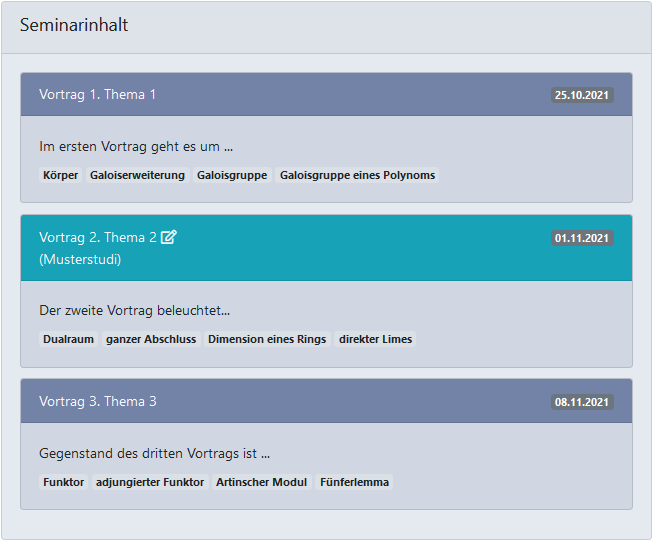 Seminarinhalt
Vortrag 1. Thema 1 25.10.2021
Im ersten Vortrag geht es um ...
Körper Galoiserweiterung Galoisgruppe Galoisgruppe eines Polynoms
Vortrag 2. Thema 2 01.11.2021
(Musterstudi)
Der zweite Vortrag beleuchtet...
Dualraum ganzer Abschluss Dimension eines Rings direkter Limes
Vortrag 3. Thema 3 08.11.2021
Gegenstand des dritten Vortrags ist ...
Funktor adjungierter Funktor Artinscher Modul Fünferlemma